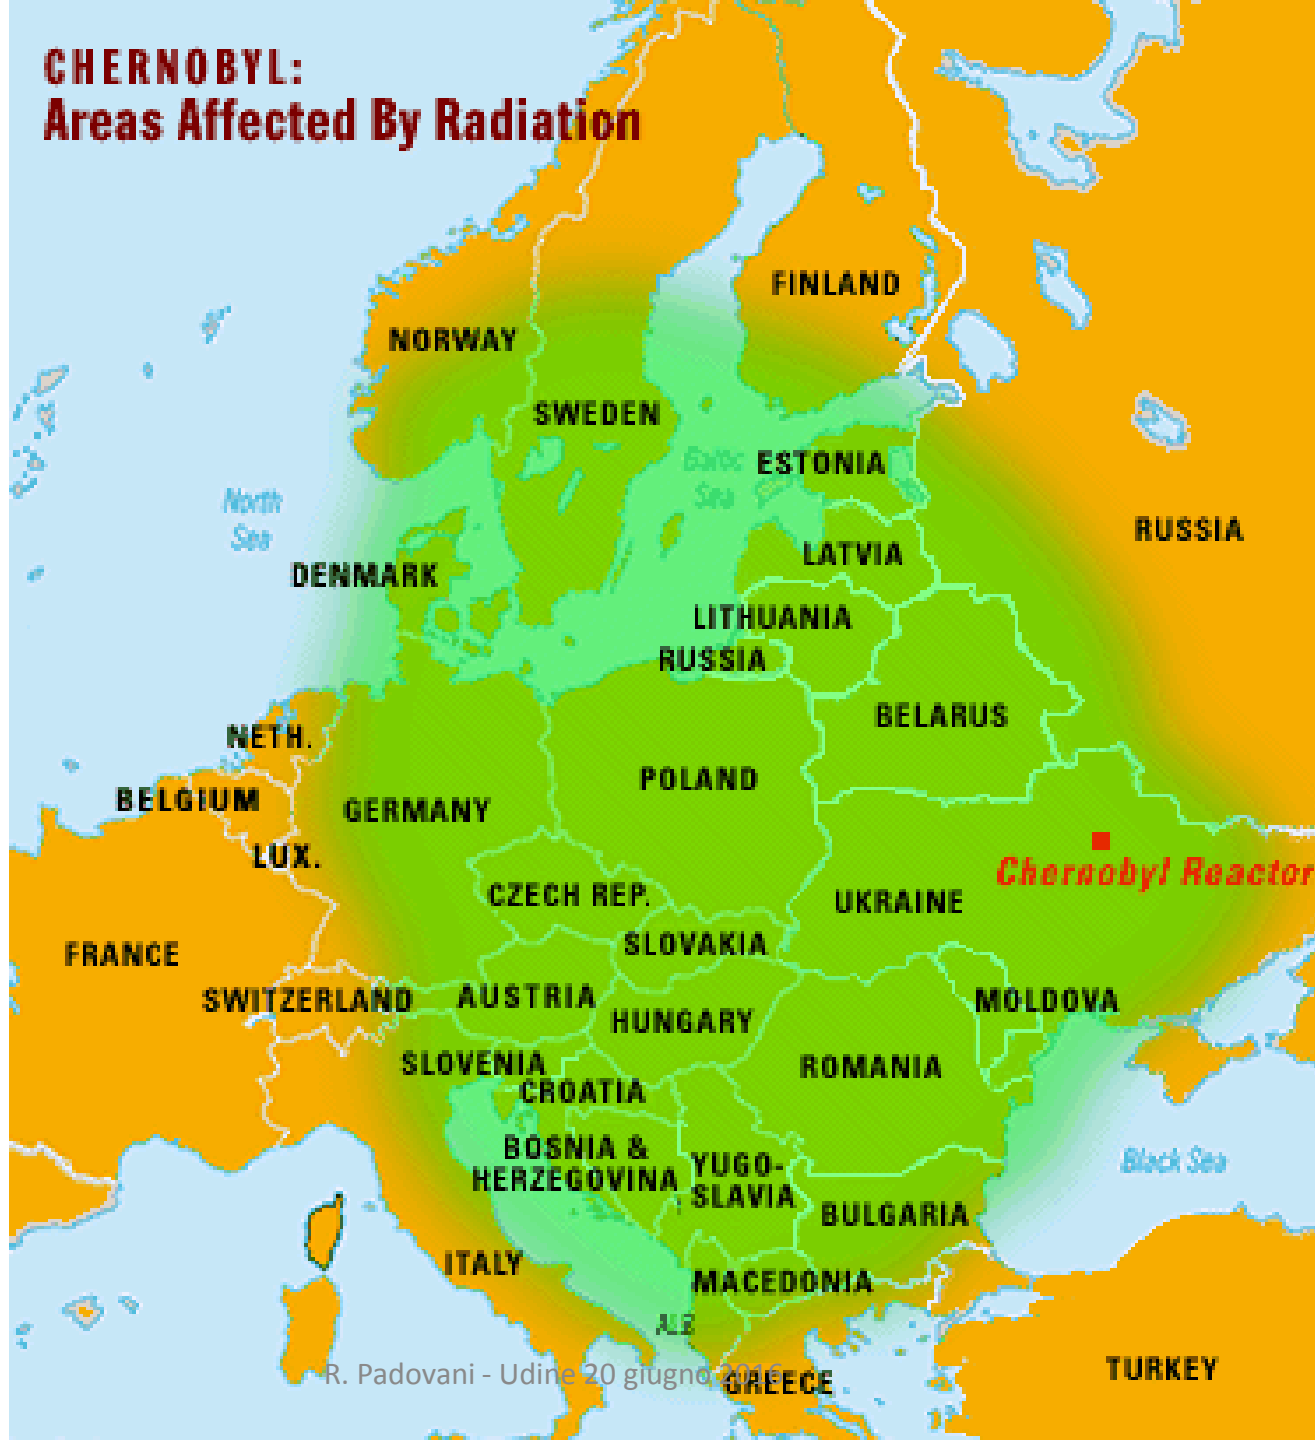 CHERNOBYL:
Areas Affected By Radiation
FINLAND
NORWAY
SWEDEN
Baltic
Sea
ESTONIA
North
Sea
RUSSIA
LATVIA
DENMARK
LITHUANIA
RUSSIA
BELARUS
NETH.
POLAND
BELGIUM
GERMANY
LUX.
Chernobyl Reactor
CZECH REP.
UKRAINE
SLOVAKIA
FRANCE
SWITZERLAND
AUSTRIA
MOLDOVA
HUNGARY
SLOVENIA
ROMANIA
CROATIA
BOSNIA &
HERZEGOVINA
YUGO-
SLAVIA
Black Sea
BULGARIA
ITALY
MACEDONIA
ALB
R. Padovani - Udine 20 giugno 2016
GREECE
TURKEY